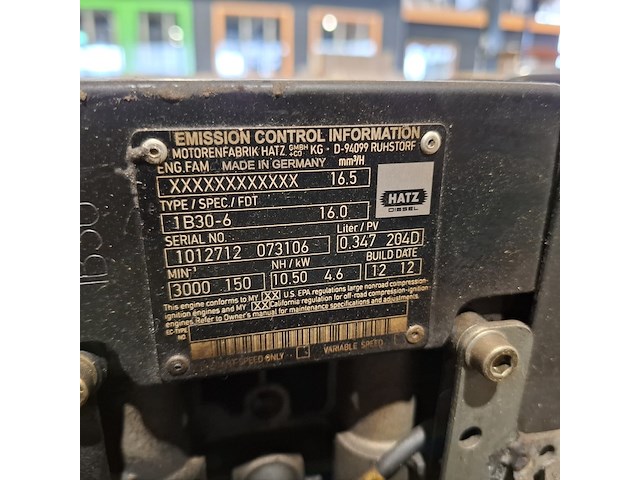 EMISSION CONTROL INFORMATION
MOTORENFABRIK HATZ GMBH +CO KG · D-94099 RUHSTORF
ENG.FAM MADE IN GERMANY mm³/H
XXXXXXXXXXXX 16.5
TYPE / SPEC. / FDT
1B30-6 16.0
HATZ
DIESEL
SERIAL NO. Liter / PV
1012712 073106 0.347 204D
MIN⁻¹ NH / kW BUILD DATE
3000 150 10.50 4.6 12 12
This engine conforms to MY XX U.S. EPA regulations large nonroad compression-
ignition engines and MY XX California regulation for off-road compression-ignition
engines. Refer to Owner's manual for maintenance specifications and adjustments.
EC-TYPE
NO
SPEED ONLY VARIABLE SPEED
1B30